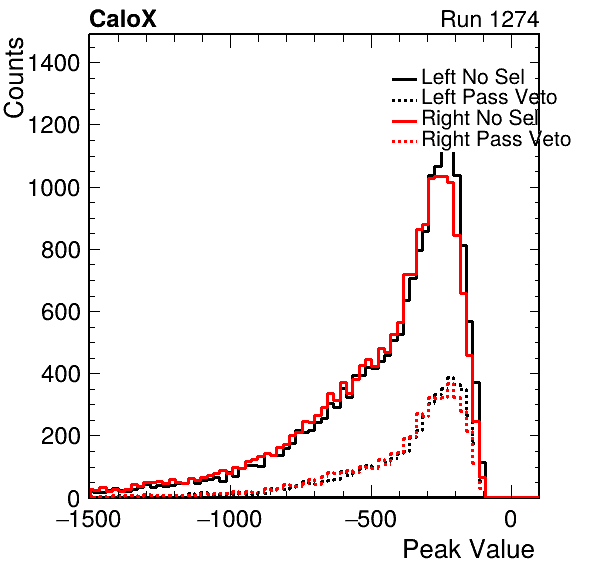 CaloX Run 1274
Counts
1400
1200
1000
800
600
400
200
0
Left No Sel
Left Pass Veto
Right No Sel
Right Pass Veto
−1500 −1000 −500 0
Peak Value